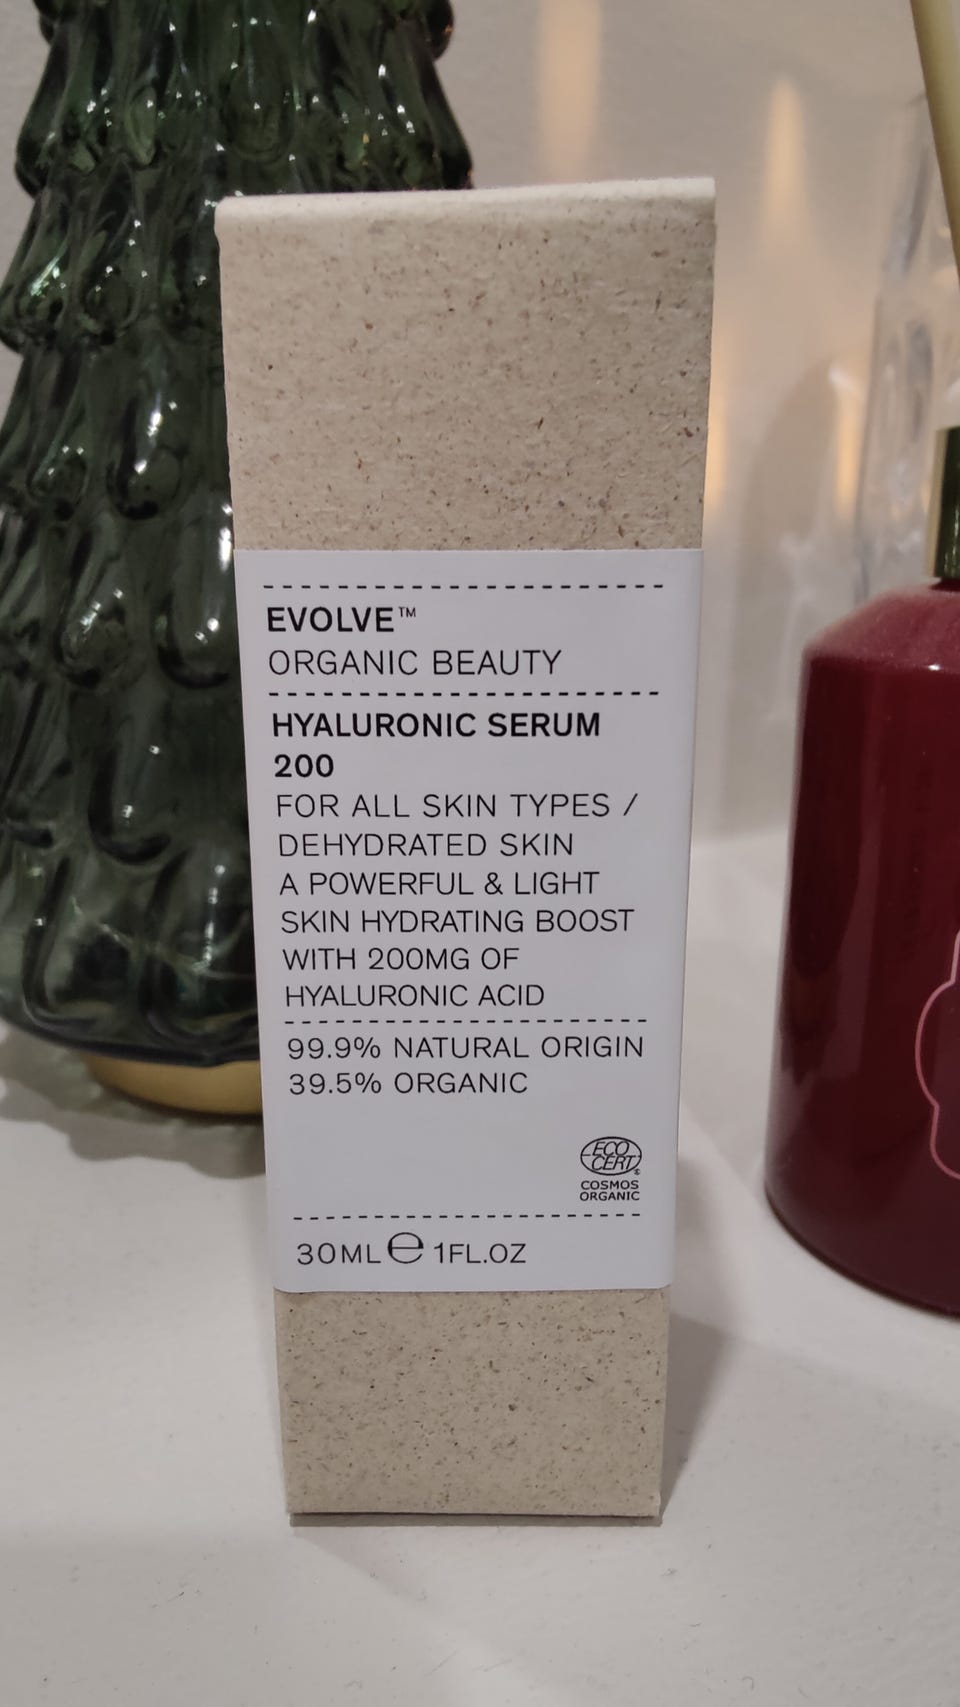 EVOLVE™
ORGANIC BEAUTY
HYALURONIC SERUM
200
FOR ALL SKIN TYPES /
DEHYDRATED SKIN
A POWERFUL & LIGHT
SKIN HYDRATING BOOST
WITH 200MG OF
HYALURONIC ACID
99.9% NATURAL ORIGIN
39.5% ORGANIC
ECO
CERT®
COSMOS
ORGANIC
30ML ℮ 1FL.OZ